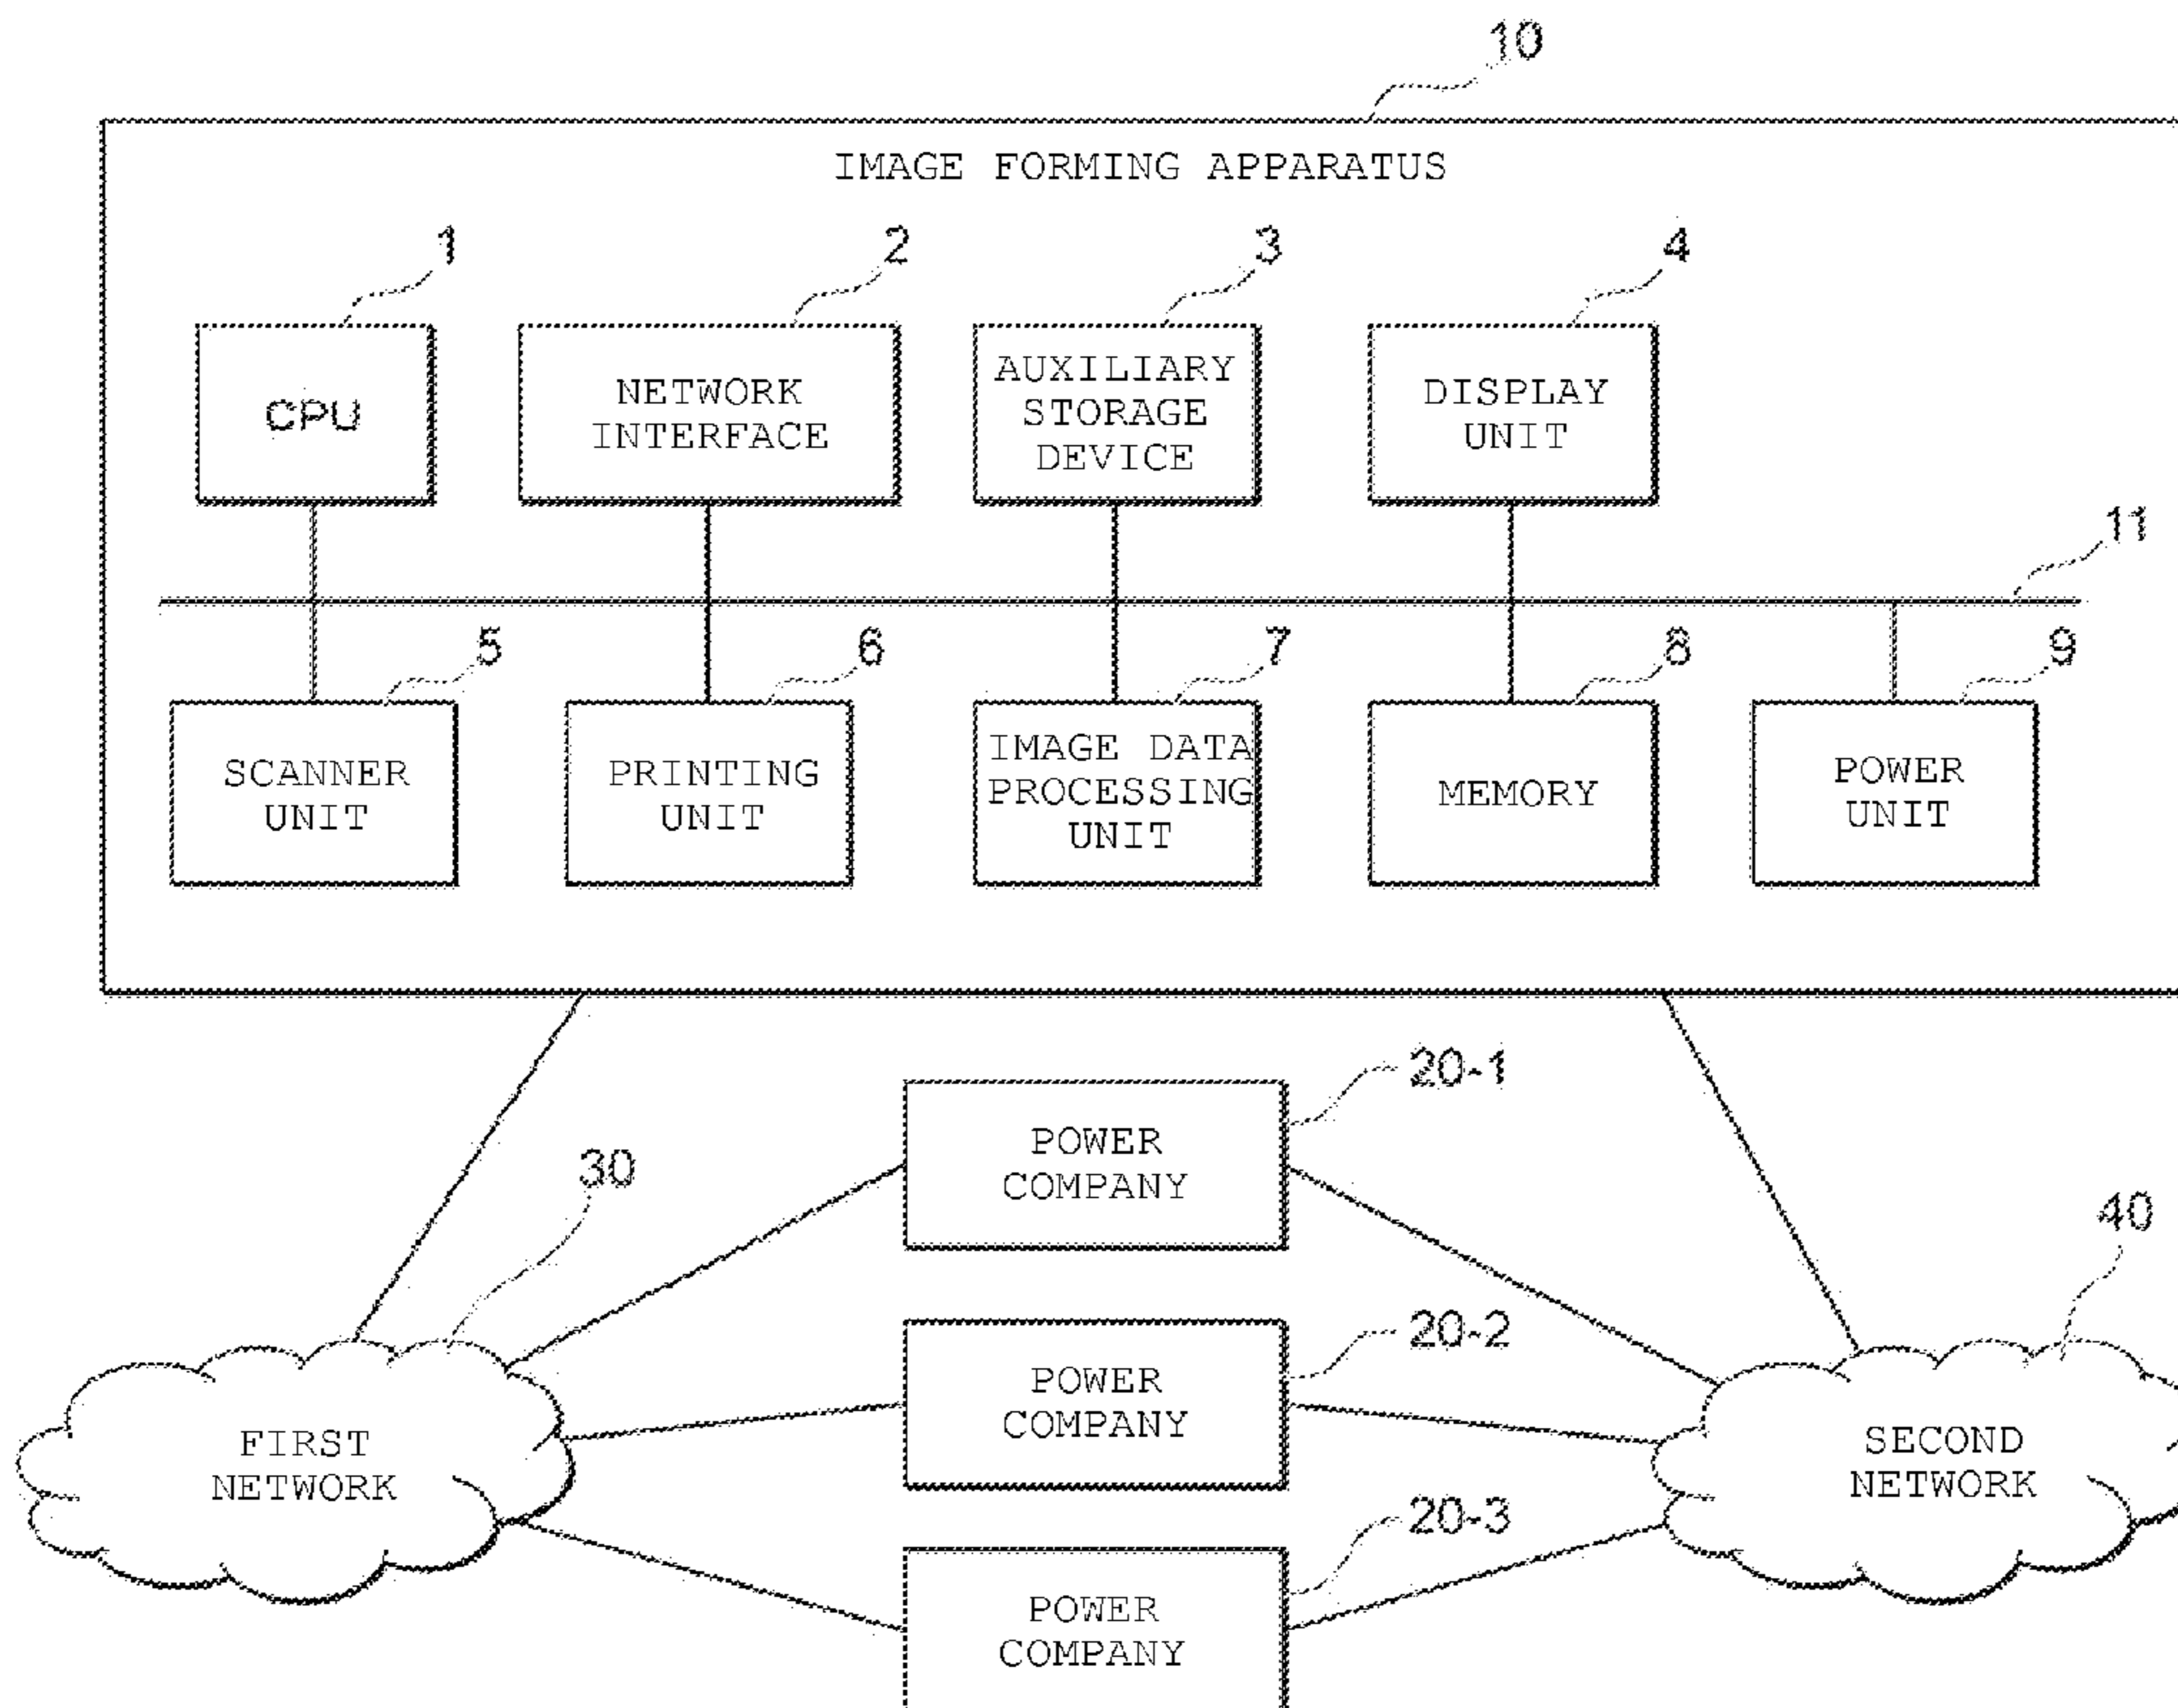 10
IMAGE FORMING APPARATUS
1
2
3
4
CPU
NETWORK
INTERFACE
AUXILIARY
STORAGE
DEVICE
DISPLAY
UNIT
11
5
6
7
8
9
SCANNER
UNIT
PRINTING
UNIT
IMAGE DATA
PROCESSING
UNIT
MEMORY
POWER
UNIT
20-1
POWER
COMPANY
30
40
20-2
POWER
COMPANY
FIRST
NETWORK
SECOND
NETWORK
20-3
POWER
COMPANY